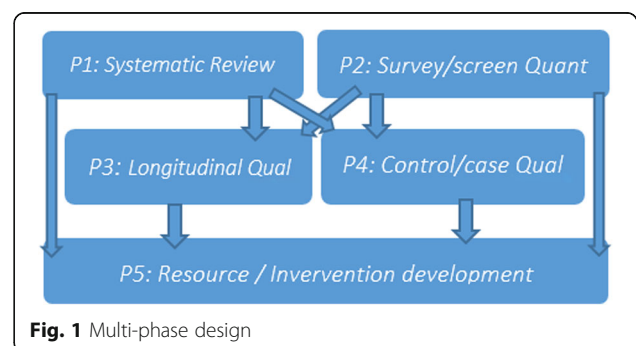 P1: Systematic Review
P2: Survey/screen Quant
P3: Longitudinal Qual
P4: Control/case Qual
P5: Resource / Invervention development
Fig. 1 Multi-phase design